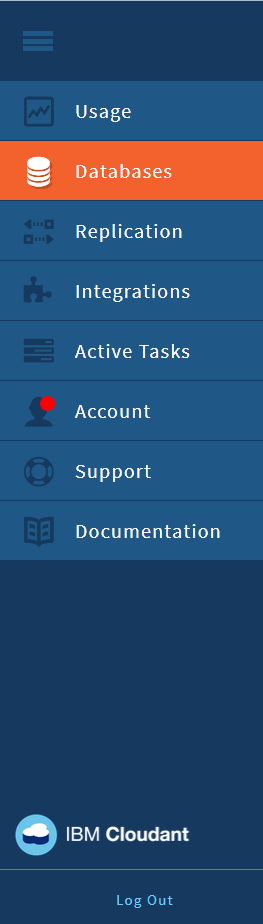 Usage
Databases
Replication
Integrations
Active Tasks
Account
Support
Documentation
IBM Cloudant
Log Out